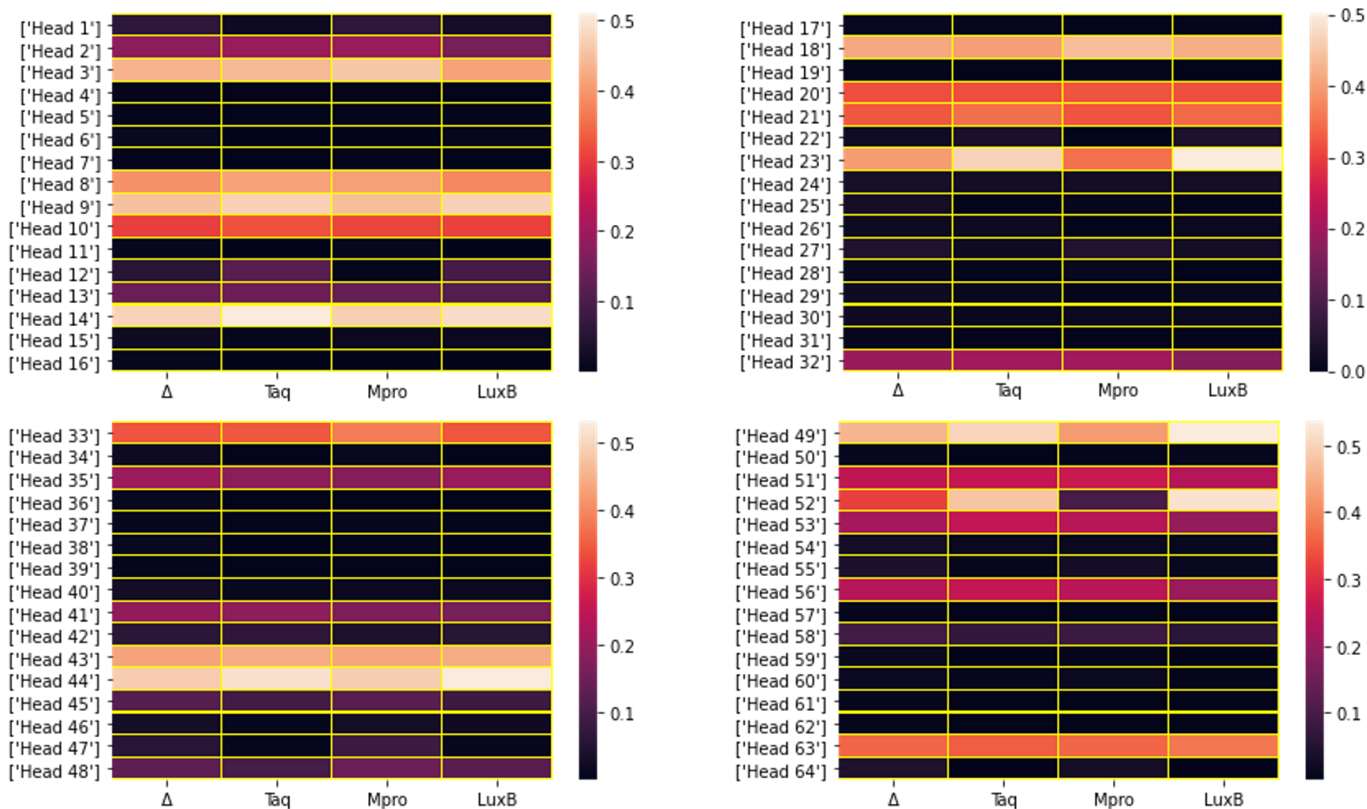 ['Head 1']
['Head 2']
['Head 3']
['Head 4']
['Head 5']
['Head 6']
['Head 7']
['Head 8']
['Head 9']
['Head 10']
['Head 11']
['Head 12']
['Head 13']
['Head 14']
['Head 15']
['Head 16']
Δ Taq Mpro LuxB
0.5
0.4
0.3
0.2
0.1
['Head 17']
['Head 18']
['Head 19']
['Head 20']
['Head 21']
['Head 22']
['Head 23']
['Head 24']
['Head 25']
['Head 26']
['Head 27']
['Head 28']
['Head 29']
['Head 30']
['Head 31']
['Head 32']
Δ Taq Mpro LuxB
0.5
0.4
0.3
0.2
0.1
0.0
['Head 33']
['Head 34']
['Head 35']
['Head 36']
['Head 37']
['Head 38']
['Head 39']
['Head 40']
['Head 41']
['Head 42']
['Head 43']
['Head 44']
['Head 45']
['Head 46']
['Head 47']
['Head 48']
Δ Taq Mpro LuxB
0.5
0.4
0.3
0.2
0.1
['Head 49']
['Head 50']
['Head 51']
['Head 52']
['Head 53']
['Head 54']
['Head 55']
['Head 56']
['Head 57']
['Head 58']
['Head 59']
['Head 60']
['Head 61']
['Head 62']
['Head 63']
['Head 64']
Δ Taq Mpro LuxB
0.5
0.4
0.3
0.2
0.1